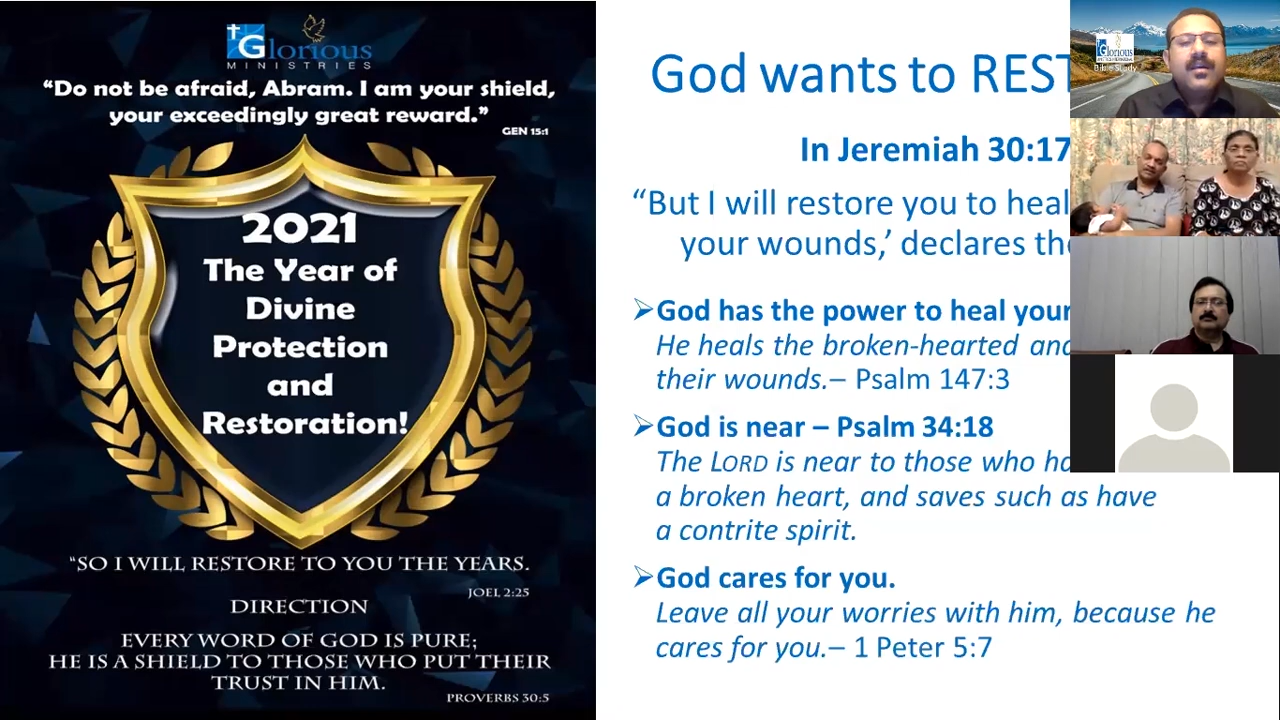 Glorious
MINISTRIES
“Do not be afraid, Abram. I am your shield,
your exceedingly great reward.”
GEN 15:1
2021
The Year of
Divine
Protection
and
Restoration!
“SO I WILL RESTORE TO YOU THE YEARS.
JOEL 2:25
DIRECTION
EVERY WORD OF GOD IS PURE;
HE IS A SHIELD TO THOSE WHO PUT THEIR
TRUST IN HIM.
PROVERBS 30:5
God wants to REST
In Jeremiah 30:17
“But I will restore you to heal
your wounds,’ declares the
➢God has the power to heal your
He heals the broken-hearted and
their wounds.– Psalm 147:3
➢God is near – Psalm 34:18
The LORD is near to those who ha
a broken heart, and saves such as have
a contrite spirit.
➢God cares for you.
Leave all your worries with him, because he
cares for you.– 1 Peter 5:7
Glorious
Bible Study